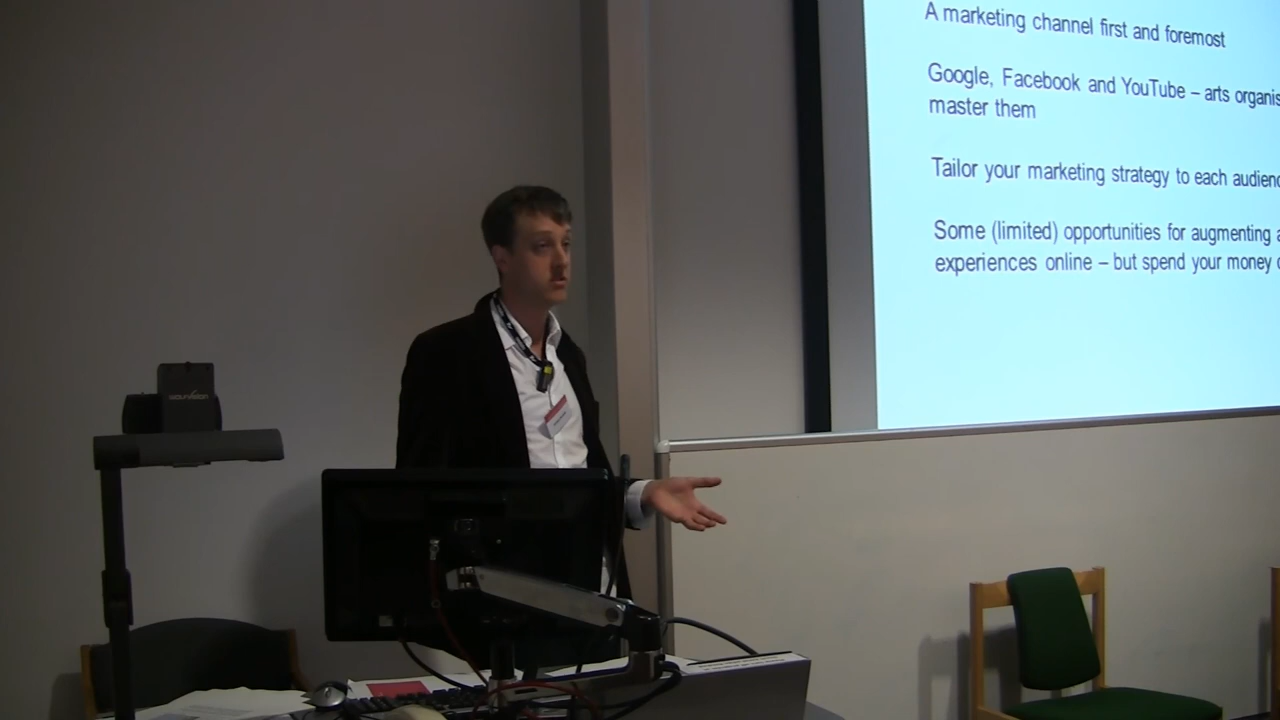 A marketing channel first and foremost
Google, Facebook and YouTube – arts organis
master them
Tailor your marketing strategy to each audienc
Some (limited) opportunities for augmenting a
experiences online – but spend your money o
wolfvision